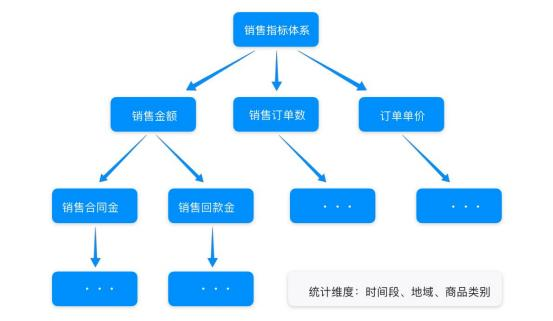 销售指标体系
销售金额
销售订单数
订单单价
销售合同金
销售回款金
···
···
···
···
统计维度：时间段、地域、商品类别